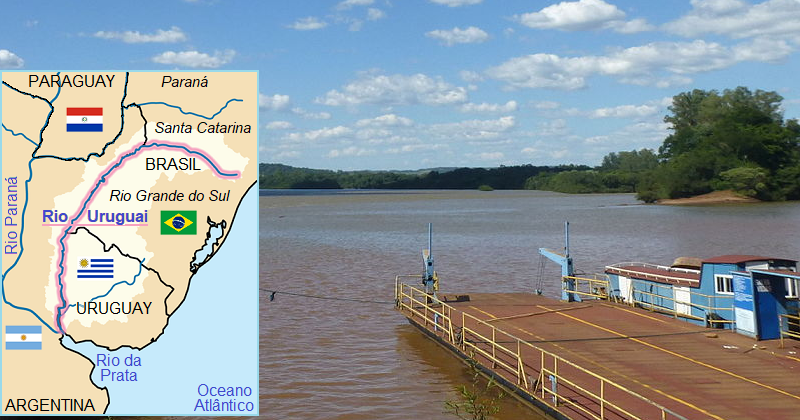 PARAGUAY
Paraná
Santa Catarina
BRASIL
Rio Grande do Sul
Rio Paraná
Rio Uruguai
URUGUAY
Rio da
Prata
Oceano
Atlântico
ARGENTINA